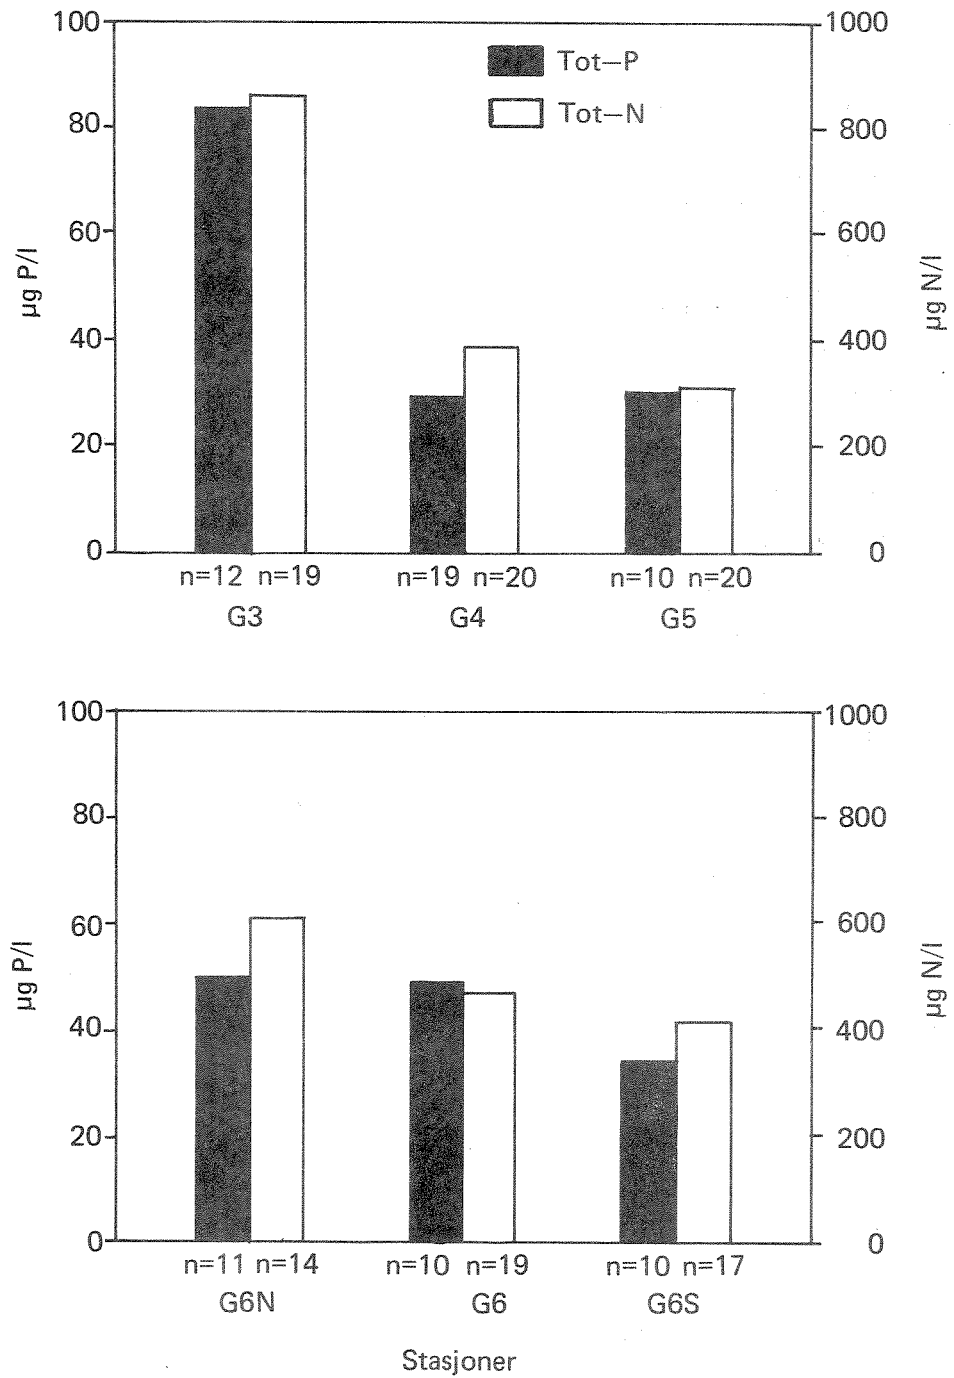 100
1000
Tot–P
Tot–N
80
800
60
600
µg P/l
µg N/l
40
400
20
200
0
0
n=12 n=19 n=19 n=20 n=10 n=20
G3 G4 G5
100
1000
80
800
60
600
µg P/l
µg N/l
40
400
20
200
0
0
n=11 n=14 n=10 n=19 n=10 n=17
G6N G6 G6S
Stasjoner